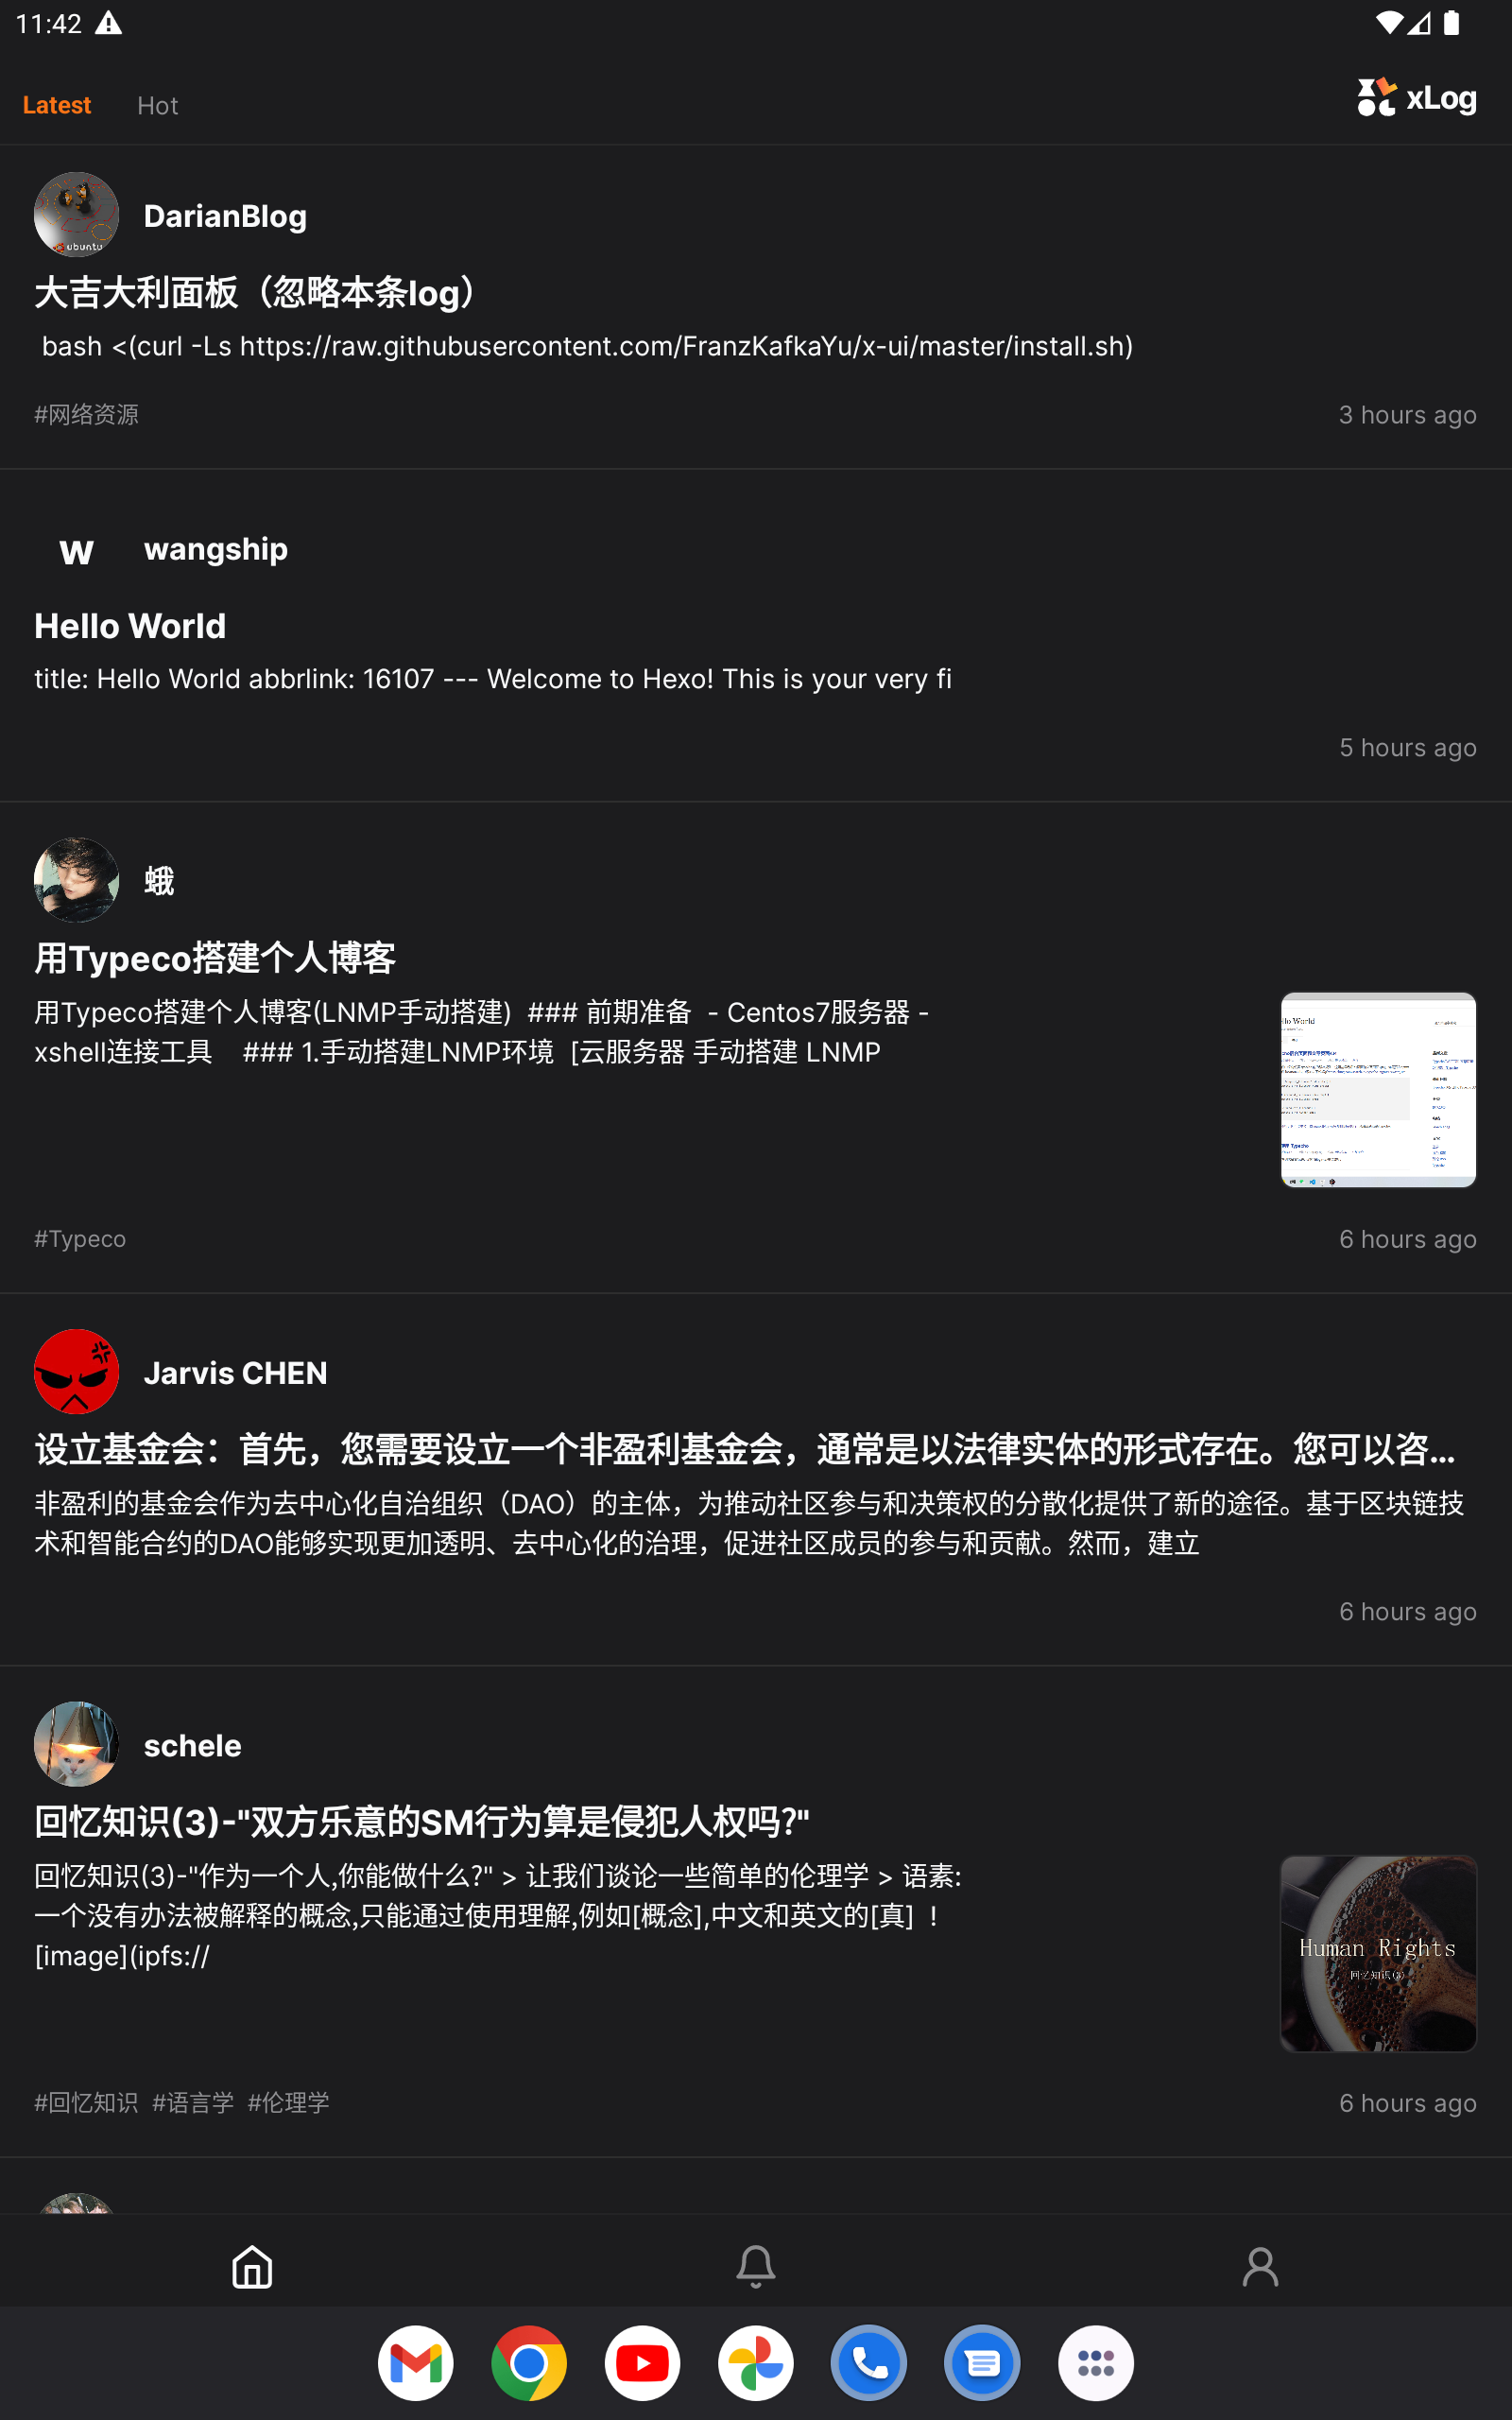 11:42
Latest
Hot
xLog
ubuntu
DarianBlog
大吉大利面板（忽略本条log）
bash <(curl -Ls https://raw.githubusercontent.com/FranzKafkaYu/x-ui/master/install.sh)
#网络资源
3 hours ago
w
wangship
Hello World
title: Hello World abbrlink: 16107 --- Welcome to Hexo! This is your very fi
5 hours ago
蛾
用Typeco搭建个人博客
用Typeco搭建个人博客(LNMP手动搭建) ### 前期准备 - Centos7服务器 -
xshell连接工具 ### 1.手动搭建LNMP环境 [云服务器 手动搭建 LNMP
llo World
#Typeco
6 hours ago
Jarvis CHEN
设立基金会：首先，您需要设立一个非盈利基金会，通常是以法律实体的形式存在。您可以咨...
非盈利的基金会作为去中心化自治组织（DAO）的主体，为推动社区参与和决策权的分散化提供了新的途径。基于区块链技
术和智能合约的DAO能够实现更加透明、去中心化的治理，促进社区成员的参与和贡献。然而，建立
6 hours ago
schele
回忆知识(3)-"双方乐意的SM行为算是侵犯人权吗?"
回忆知识(3)-"作为一个人,你能做什么?" > 让我们谈论一些简单的伦理学 > 语素:
一个没有办法被解释的概念,只能通过使用理解,例如[概念],中文和英文的[真] !
[image](ipfs://
Human Rights
回忆知识(3)
#回忆知识 #语言学 #伦理学
6 hours ago